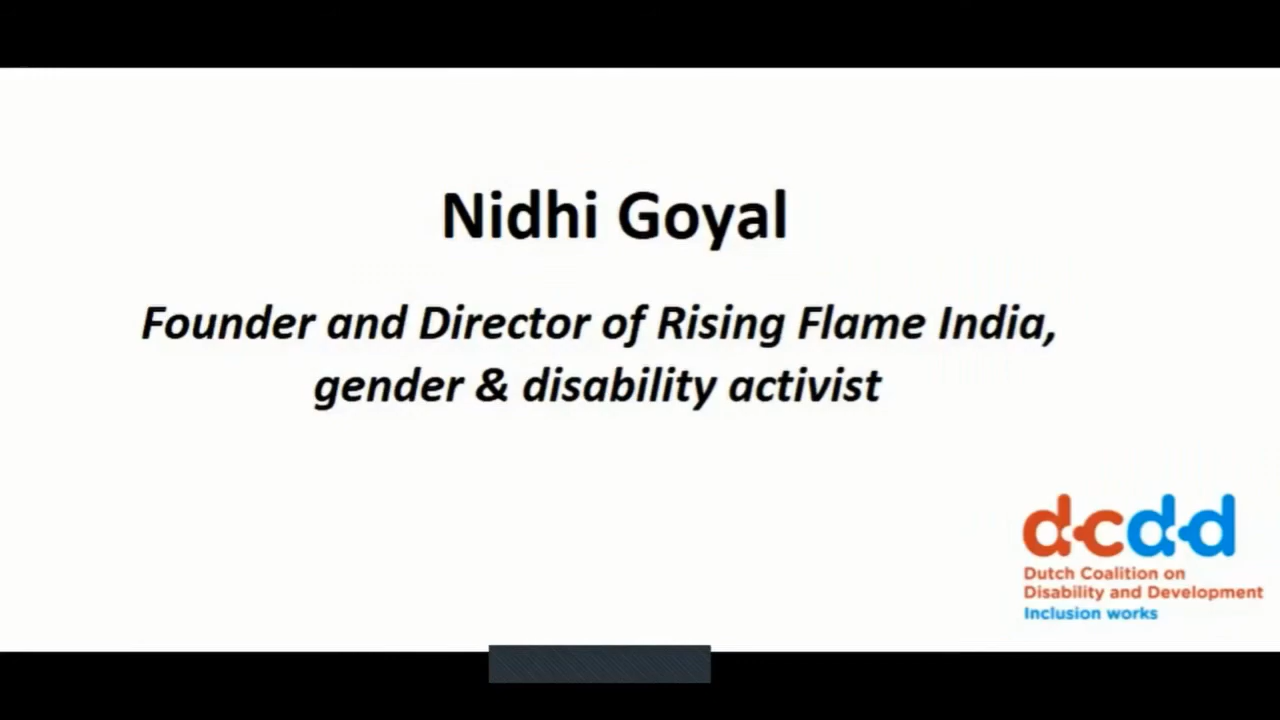 Nidhi Goyal
Founder and Director of Rising Flame India,
gender & disability activist
dcdd
Dutch Coalition on
Disability and Development
Inclusion works